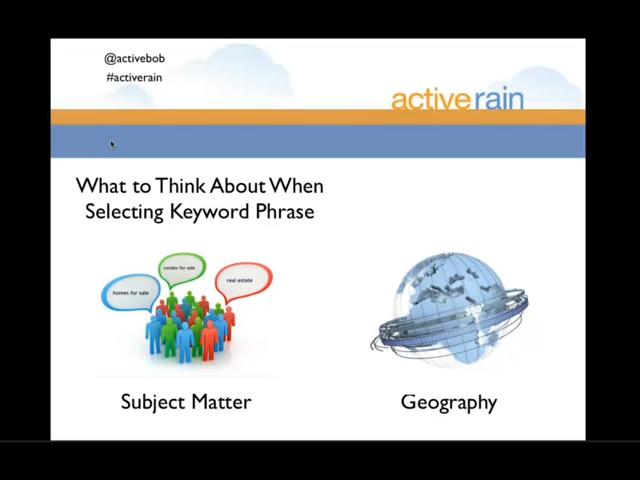 @activebob
#activerain
activerain
What to Think About When
Selecting Keyword Phrase
condos for sale
homes for sale
real estate
Subject Matter
Geography